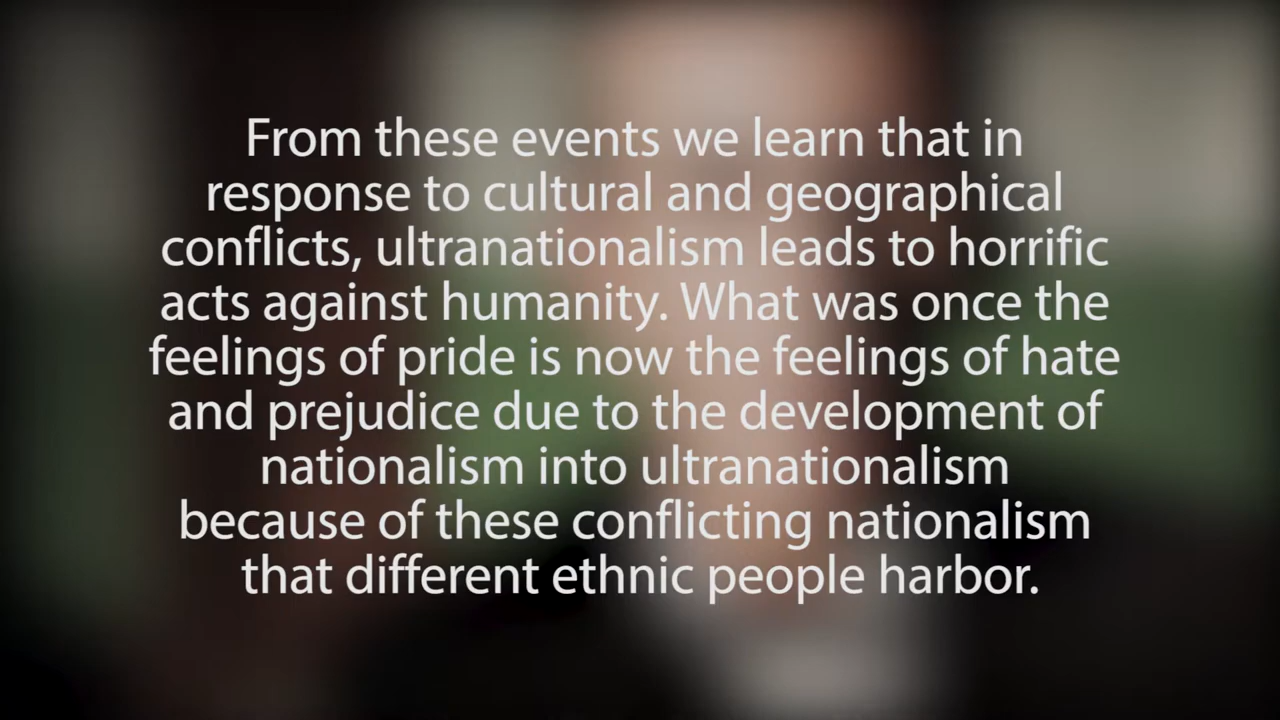 From these events we learn that in
response to cultural and geographical
conflicts, ultranationalism leads to horrific
acts against humanity. What was once the
feelings of pride is now the feelings of hate
and prejudice due to the development of
nationalism into ultranationalism
because of these conflicting nationalism
that different ethnic people harbor.